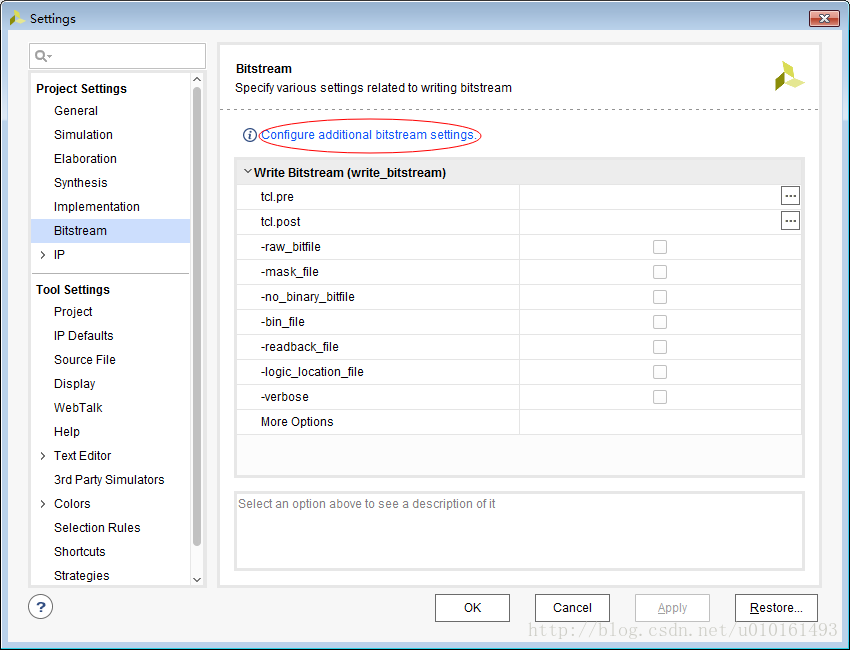 Settings
Project Settings
General
Simulation
Elaboration
Synthesis
Implementation
Bitstream
IP
Tool Settings
Project
IP Defaults
Source File
Display
WebTalk
Help
Text Editor
3rd Party Simulators
Colors
Selection Rules
Shortcuts
Strategies
Bitstream
Specify various settings related to writing bitstream
Configure additional bitstream settings.
Write Bitstream (write_bitstream)
tcl.pre
...
tcl.post
...
-raw_bitfile
-mask_file
-no_binary_bitfile
-bin_file
-readback_file
-logic_location_file
-verbose
More Options
Select an option above to see a description of it
?
OK
Cancel
Apply
Restore...
http://blog.csdn.net/u010161493